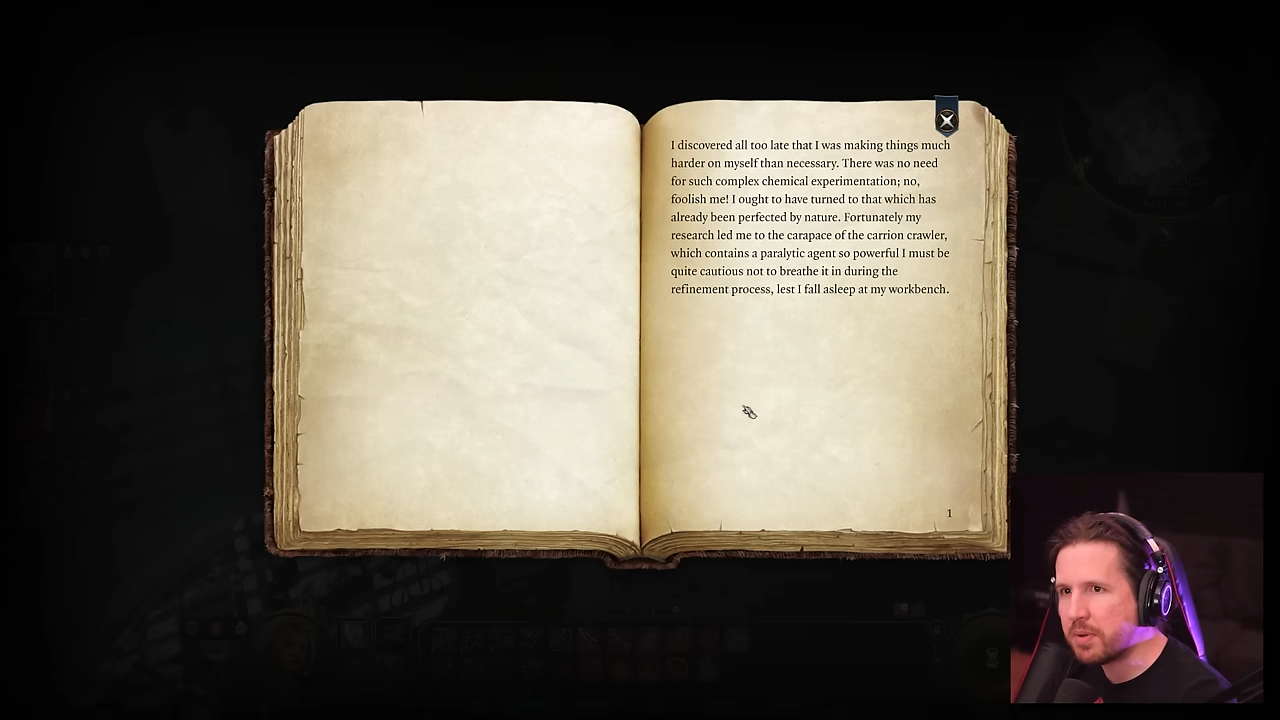 I discovered all too late that I was making things much
harder on myself than necessary. There was no need
for such complex chemical experimentation; no,
foolish me! I ought to have turned to that which has
already been perfected by nature. Fortunately my
research led me to the carapace of the carrion crawler,
which contains a paralytic agent so powerful I must be
quite cautious not to breathe it in during the
refinement process, lest I fall asleep at my workbench.
1